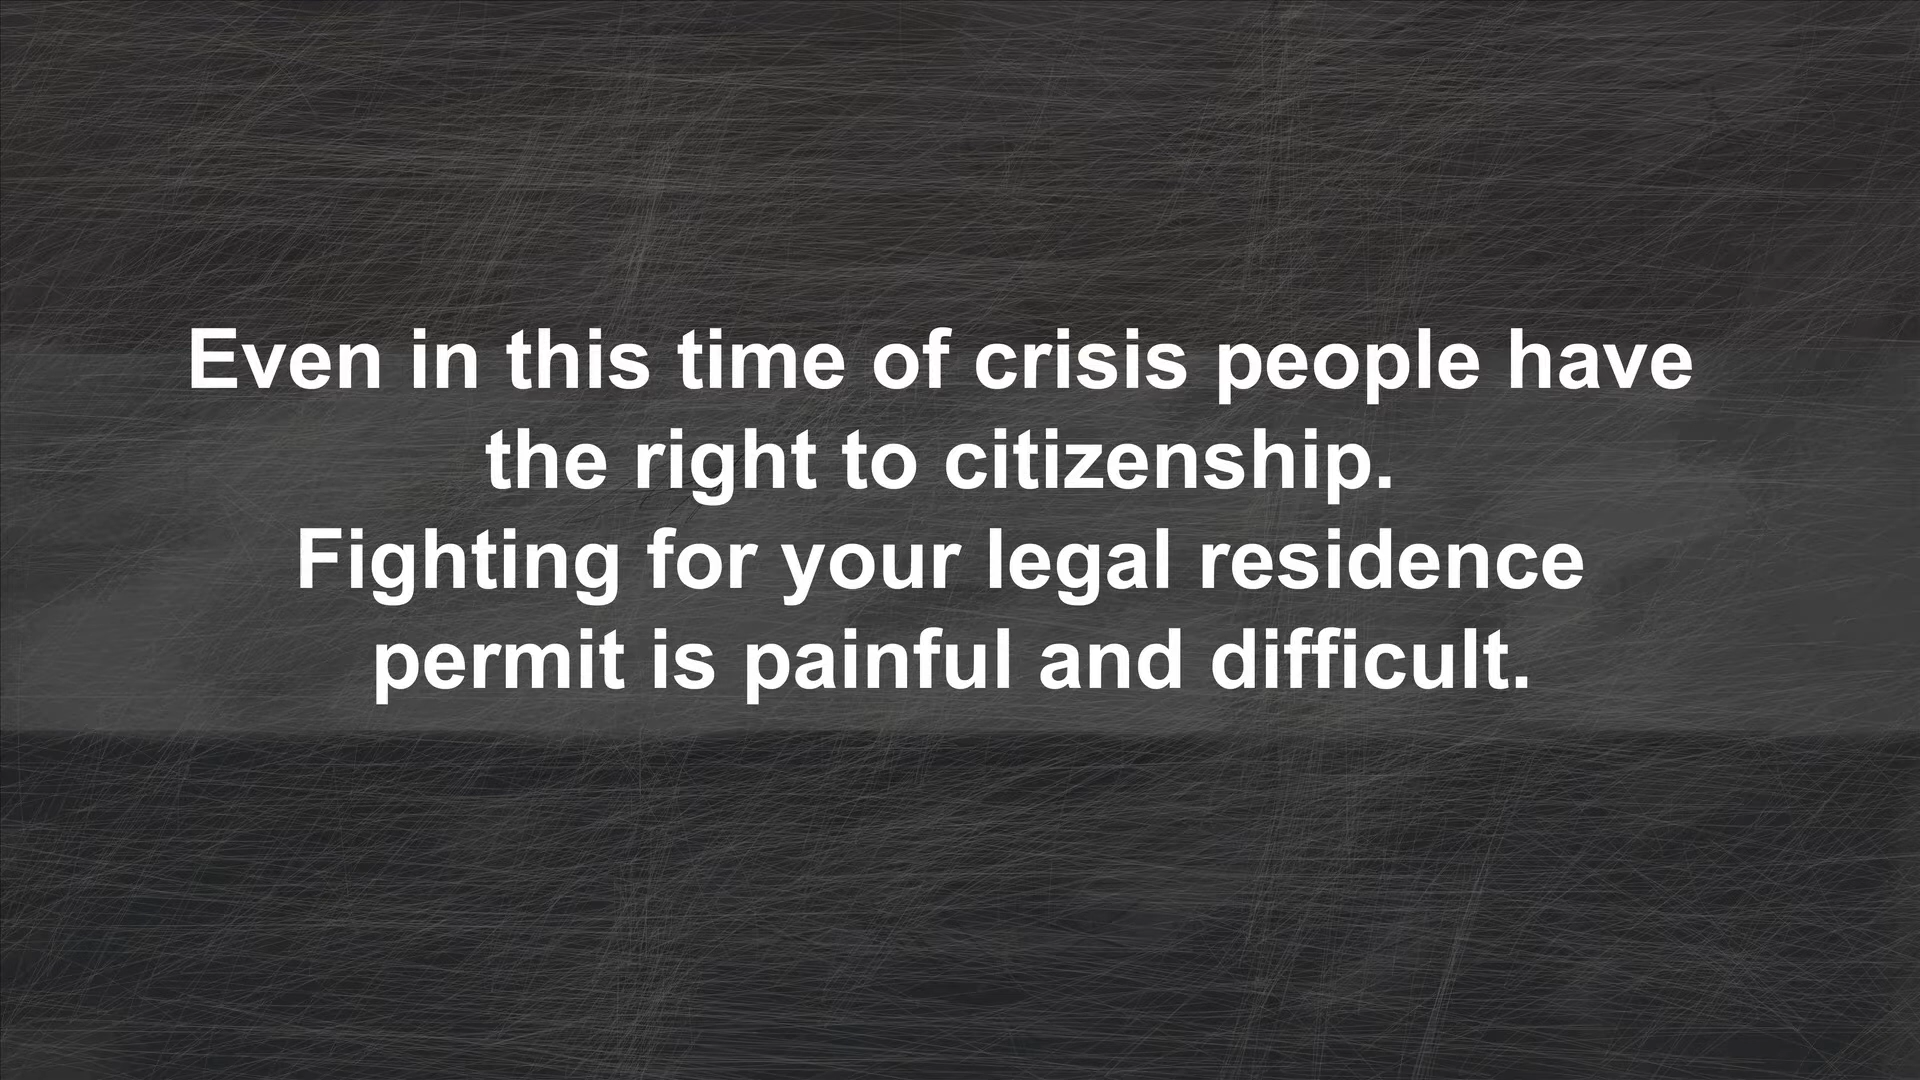 Even in this time of crisis people have
the right to citizenship.
Fighting for your legal residence
permit is painful and difficult.